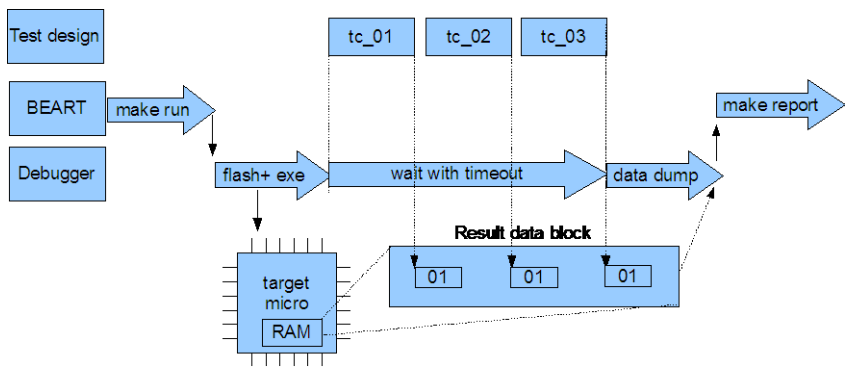 Test design
tc_01
tc_02
tc_03
BEART
make run
make report
Debugger
flash+ exe
wait with timeout
data dump
Result data block
01
01
01
target
micro
RAM